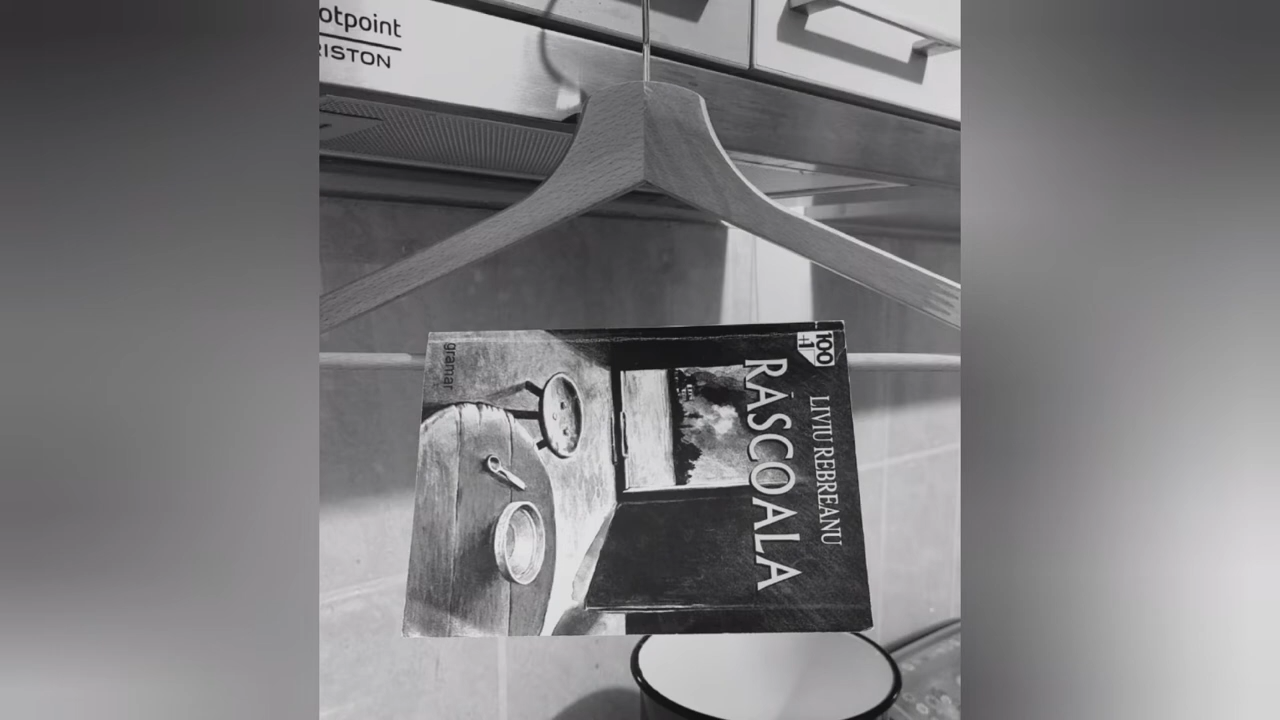 otpoint
RISTON
100
+1
LIVIU REBREANU
RĂSCOALA
gramar